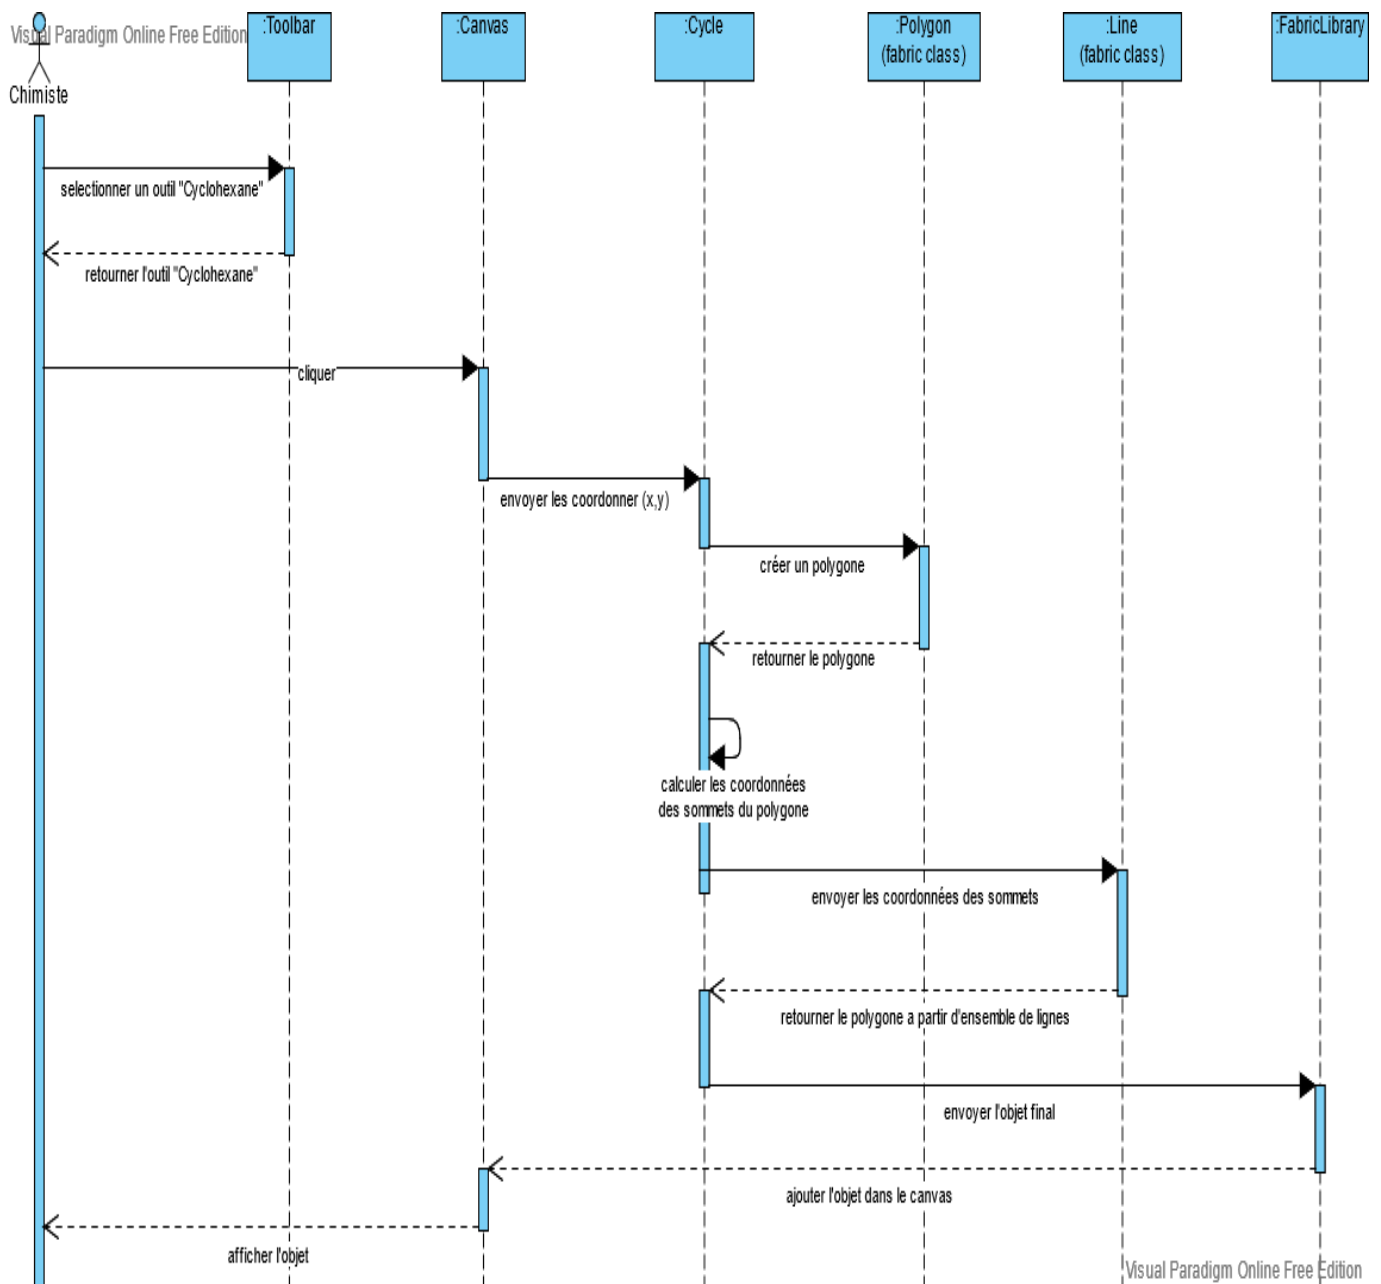 Visual Paradigm Online Free Edition
:Toolbar
:Canvas
:Cycle
:Polygon
(fabric class)
:Line
(fabric class)
:FabricLibrary
Chimiste
selectionner un outil "Cyclohexane"
retourner l'outil "Cyclohexane"
cliquer
envoyer les coordonner (x,y)
créer un polygone
retourner le polygone
calculer les coordonnées
des sommets du polygone
envoyer les coordonnées des sommets
retourner le polygone a partir d'ensemble de lignes
envoyer l'objet final
ajouter l'objet dans le canvas
afficher l'objet
Visual Paradigm Online Free Edition